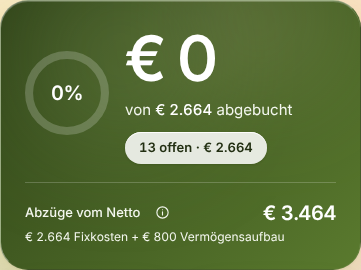 € 0
0%
von € 2.664 abgebucht
13 offen · € 2.664
Abzüge vom Netto € 3.464
€ 2.664 Fixkosten + € 800 Vermögensaufbau